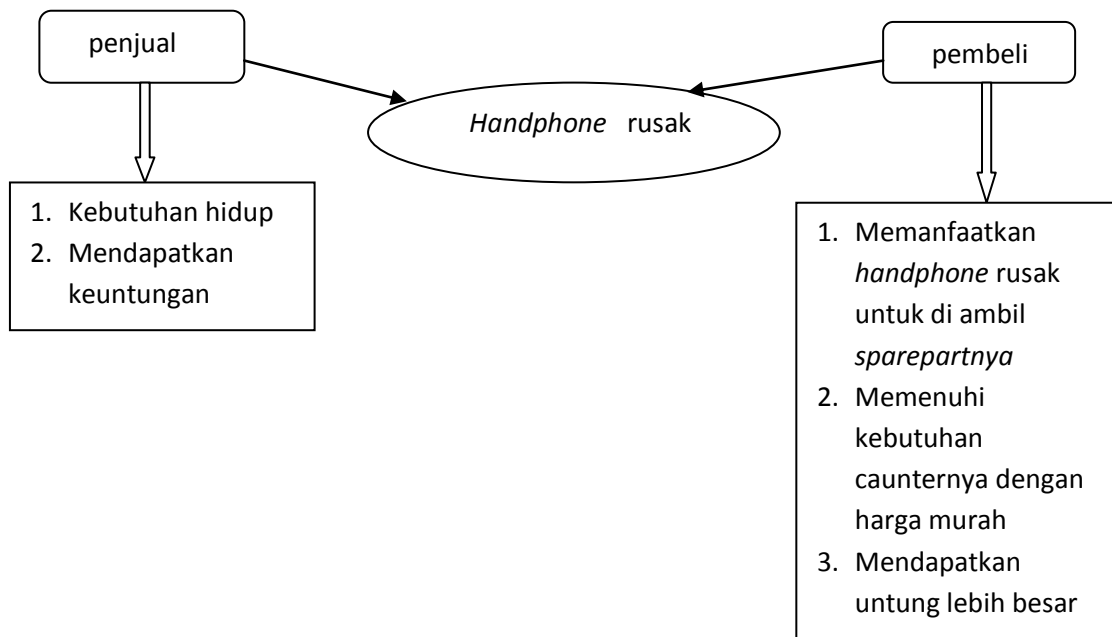 penjual
pembeli
Handphone rusak
1. Kebutuhan hidup
2. Mendapatkan
keuntungan
1. Memanfaatkan
handphone rusak
untuk di ambil
sparepartnya
2. Memenuhi
kebutuhan
caunternya dengan
harga murah
3. Mendapatkan
untung lebih besar